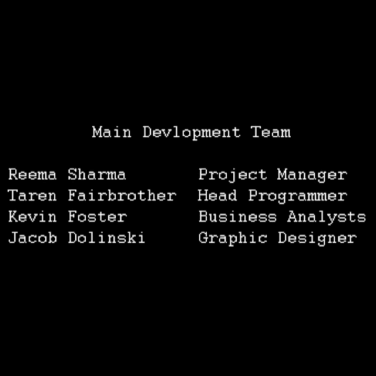 Main Devlopment Team
Reema Sharma Project Manager
Taren Fairbrother Head Programmer
Kevin Foster Business Analysts
Jacob Dolinski Graphic Designer